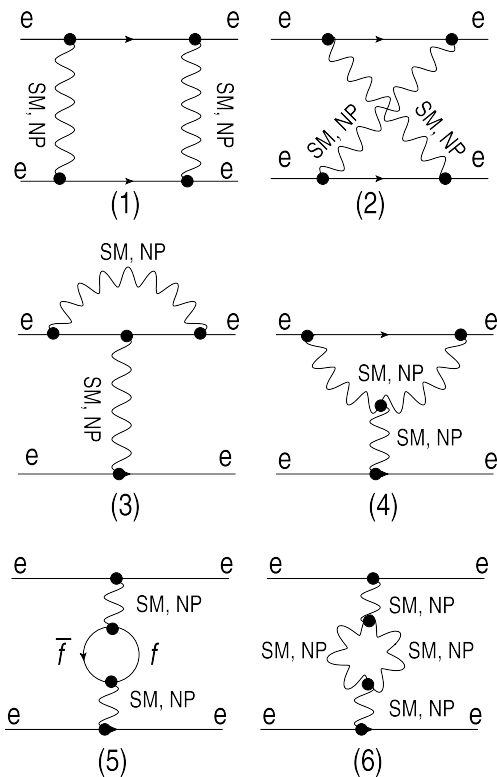 e e e e
SM, NP SM, NP SM, NP SM, NP
e e e e
(1) (2)
SM, NP
e e e e
SM, NP SM, NP
SM, NP
e e e e
(3) (4)
e e e e
SM, NP SM, NP
f̅ f SM, NP SM, NP
SM, NP SM, NP
e e e e
(5) (6)